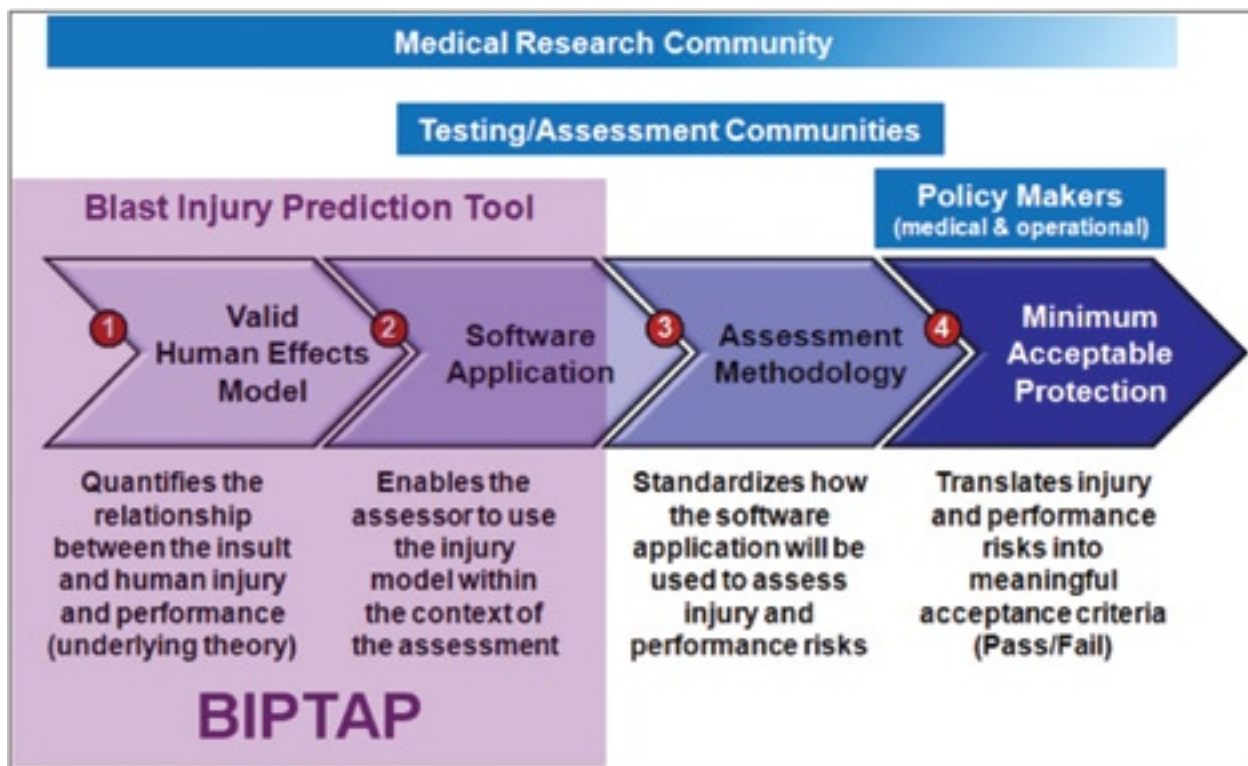 Medical Research Community
Testing/Assessment Communities
Policy Makers
(medical & operational)
Blast Injury Prediction Tool
1
Valid
Human Effects
Model
2
Software
Application
3
Assessment
Methodology
4
Minimum
Acceptable
Protection
Quantifies the
relationship
between the insult
and human injury
and performance
(underlying theory)
Enables the
assessor to use
the injury
model within
the context of
the assessment
Standardizes how
the software
application will be
used to assess
injury and
performance risks
Translates injury
and performance
risks into
meaningful
acceptance criteria
(Pass/Fail)
BIPTAP